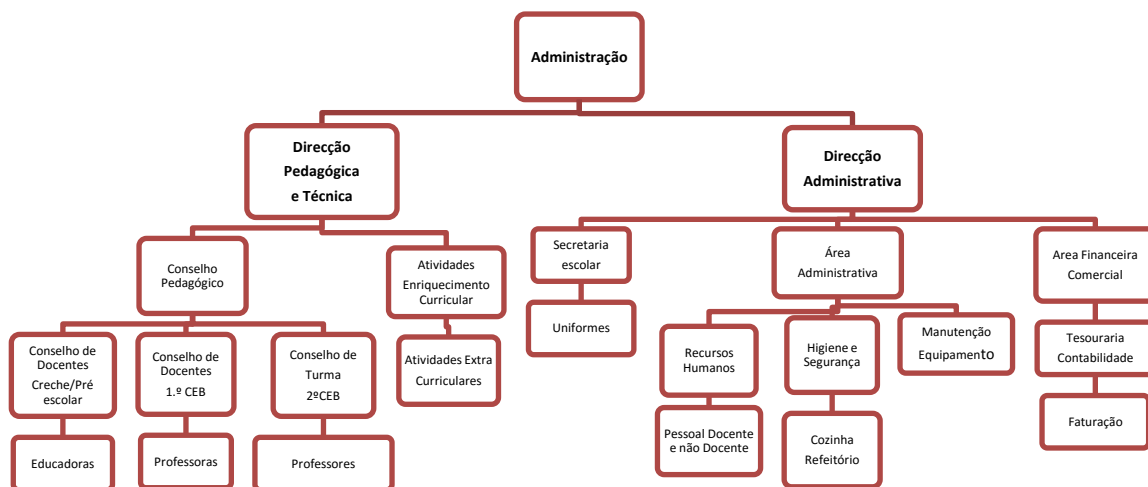 Administração
Direcção
Pedagógica
e Técnica
Direcção
Administrativa
Conselho
Pedagógico
Atividades
Enriquecimento
Curricular
Secretaria
escolar
Área
Administrativa
Area Financeira
Comercial
Conselho de
Docentes
Creche/Pré
escolar
Conselho de
Docentes
1.º CEB
Conselho de
Turma
2ºCEB
Atividades Extra
Curriculares
Uniformes
Recursos
Humanos
Higiene e
Segurança
Manutenção
Equipamento
Tesouraria
Contabilidade
Educadoras
Professoras
Professores
Pessoal Docente
e não Docente
Cozinha
Refeitório
Faturação